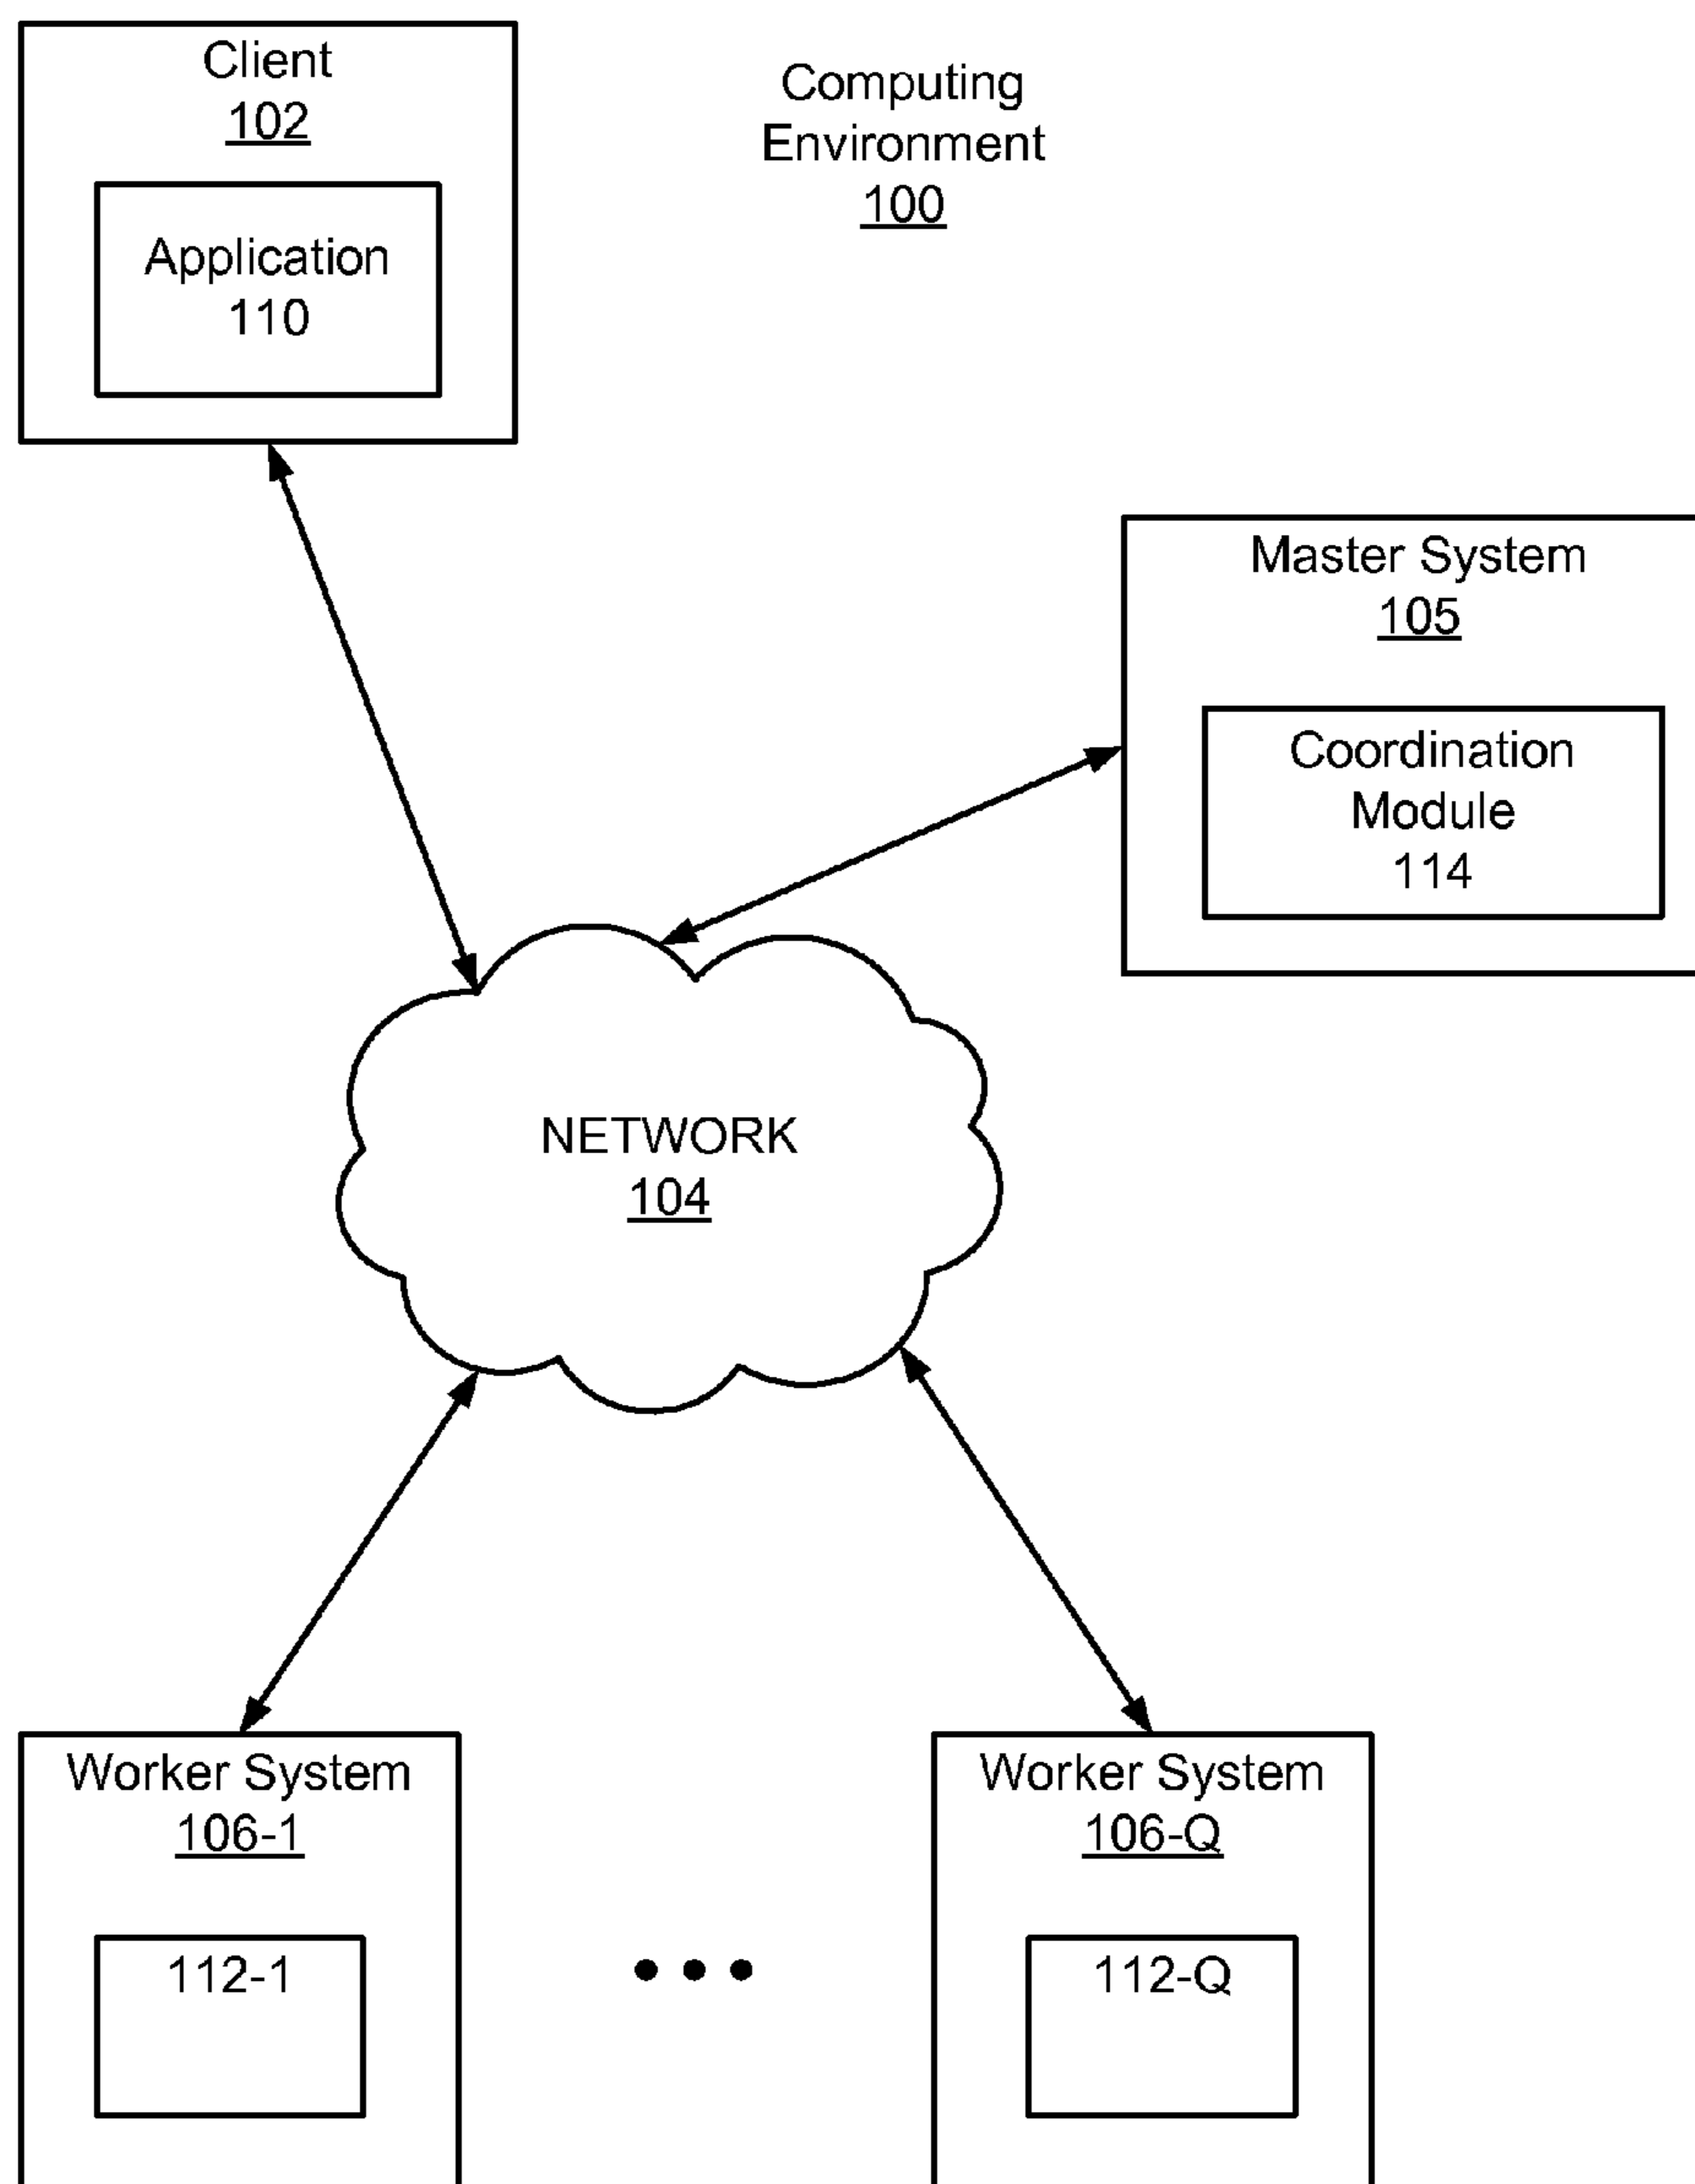 Client
102
Application
110
Computing
Environment
100
Master System
105
Coordination
Module
114
NETWORK
104
Worker System
106-1
112-1
Worker System
106-Q
112-Q